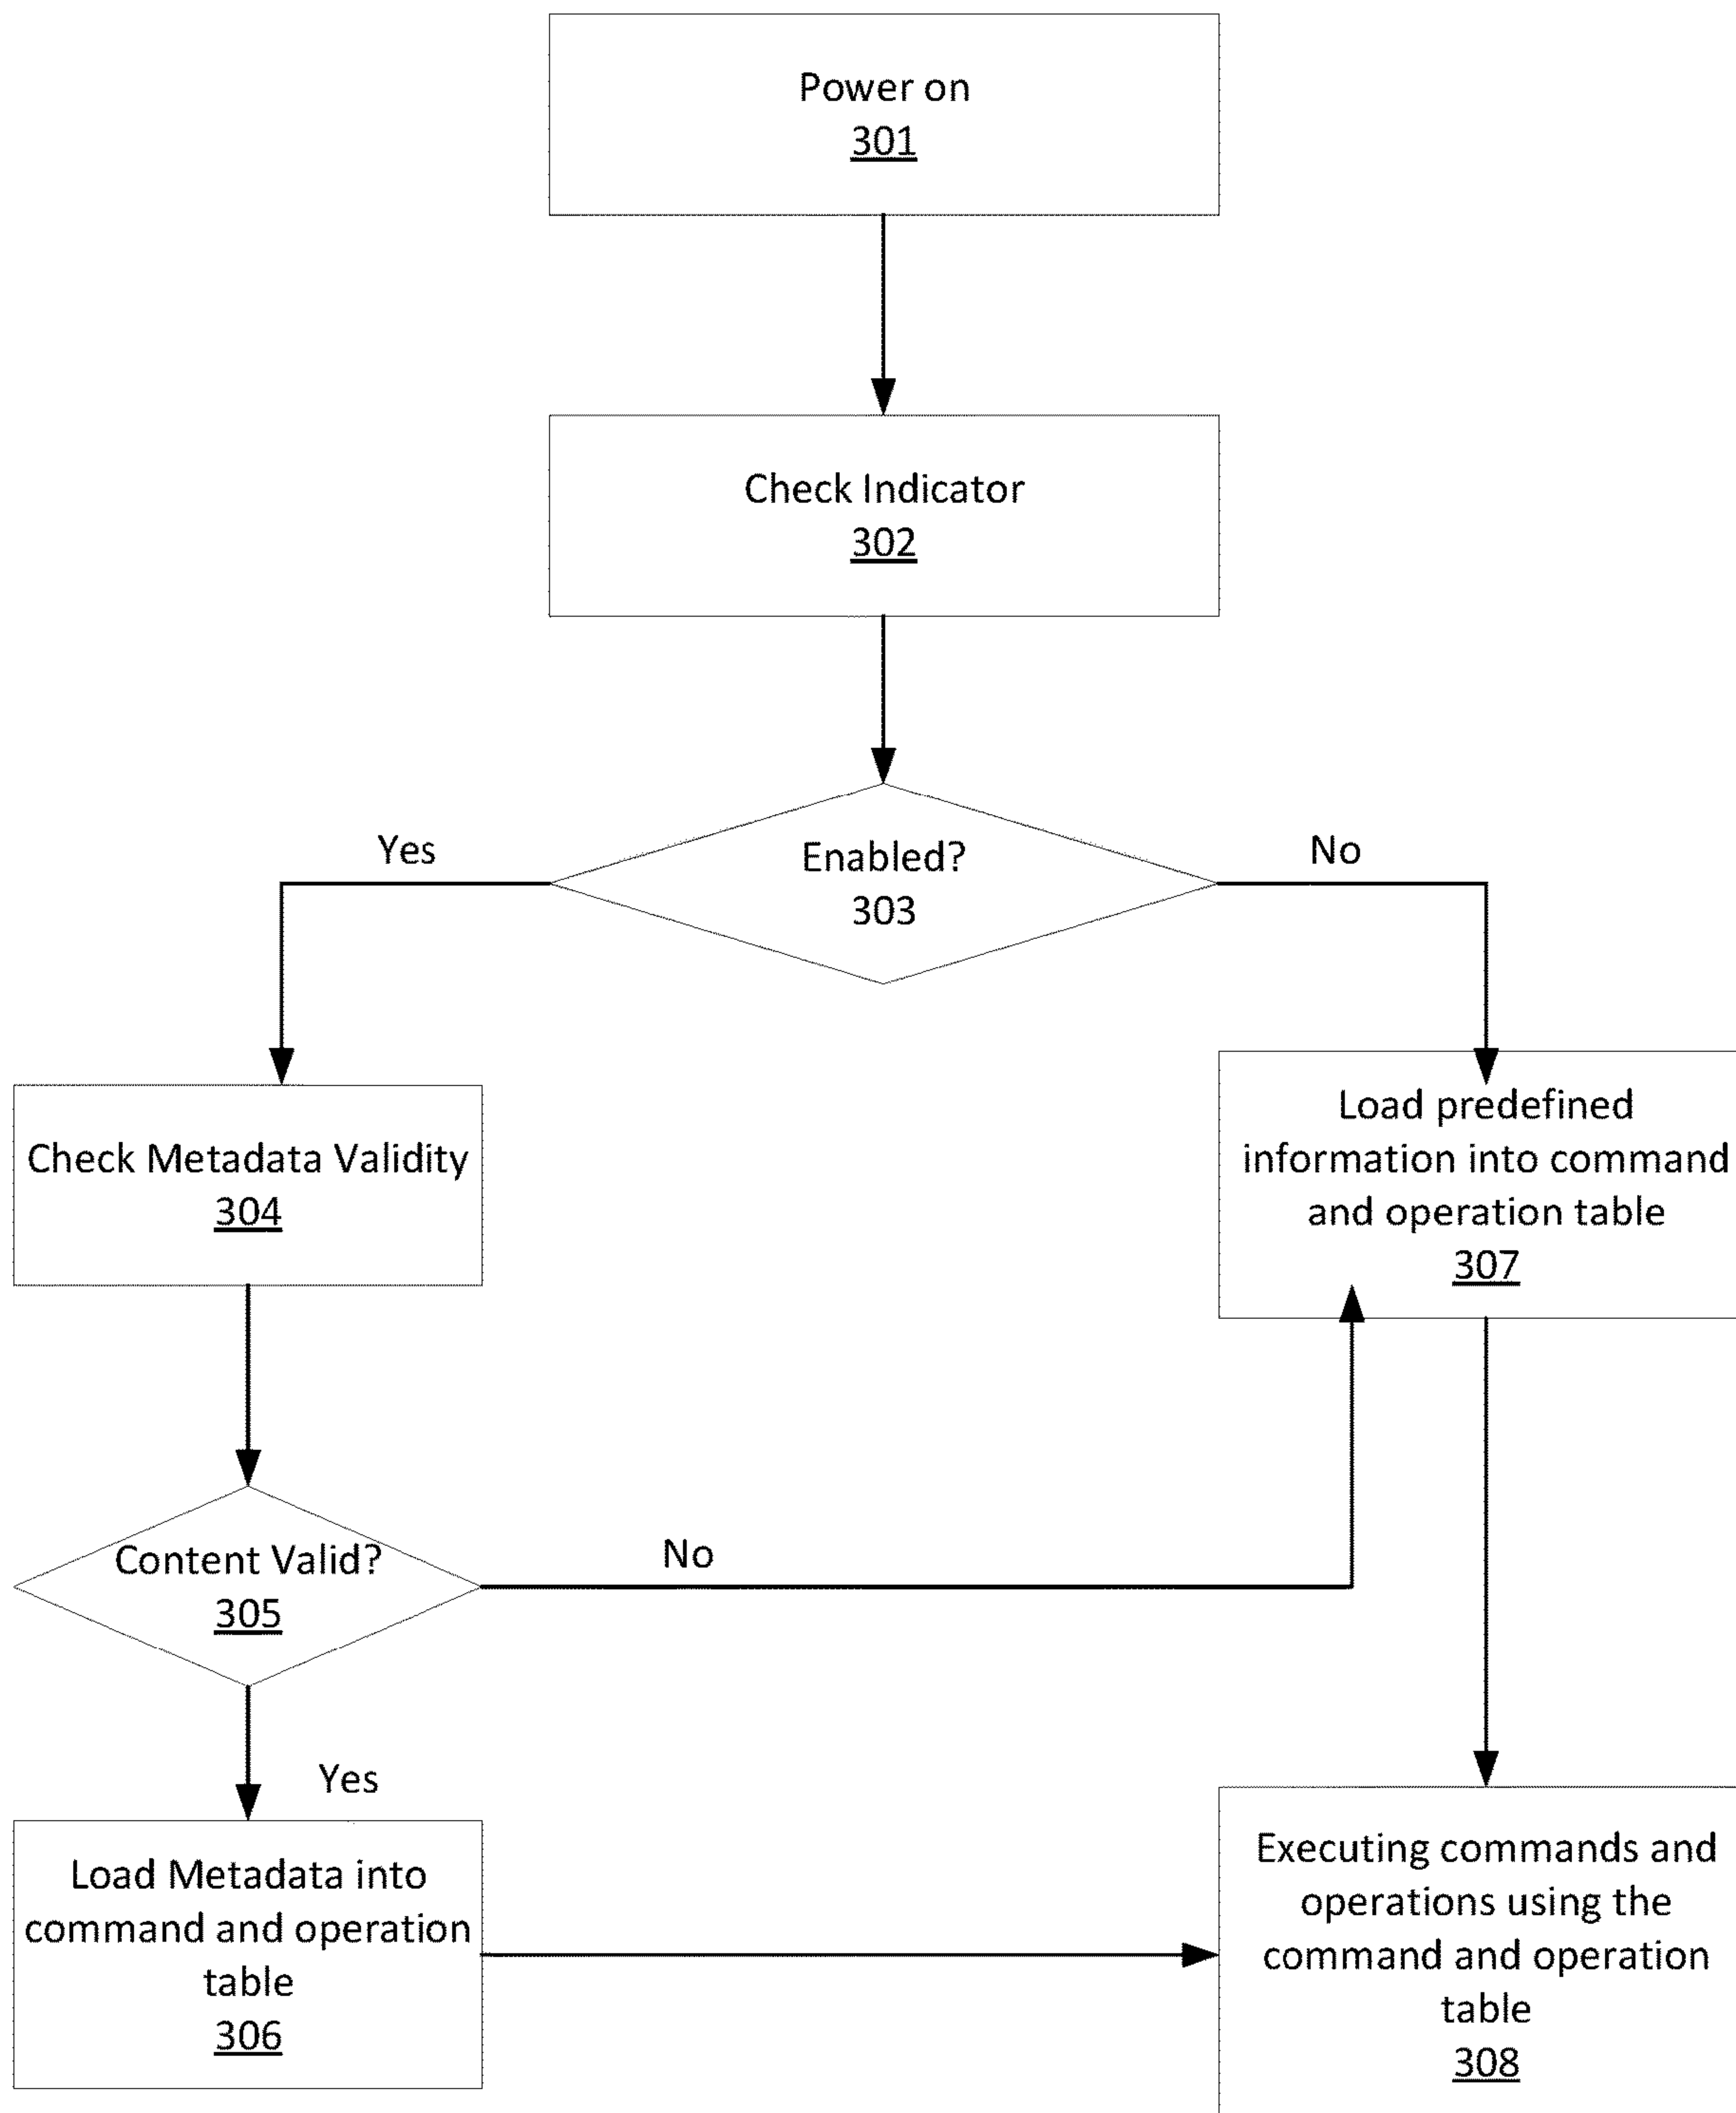 Power on
301
Check Indicator
302
Yes
Enabled?
303
No
Check Metadata Validity
304
Load predefined
information into command
and operation table
307
Content Valid?
305
No
Yes
Load Metadata into
command and operation
table
306
Executing commands and
operations using the
command and operation
table
308